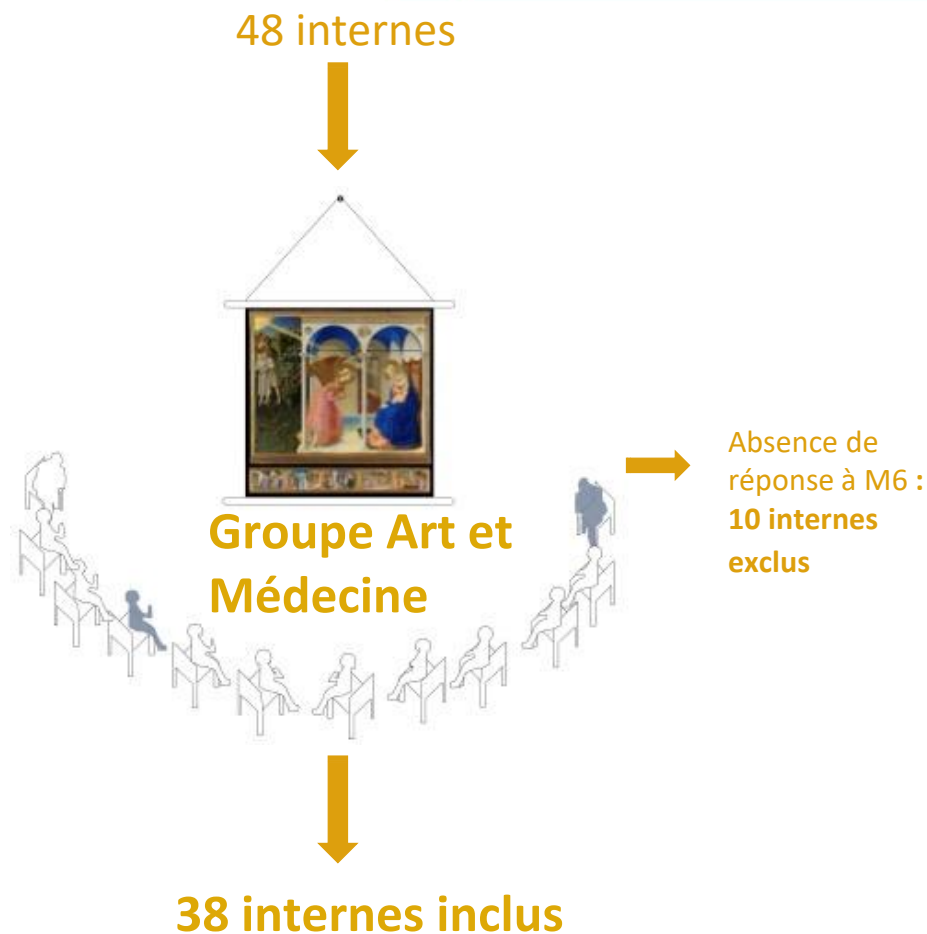 48 internes
Groupe Art et
Médecine
Absence de
réponse à M6 :
10 internes
exclus
38 internes inclus